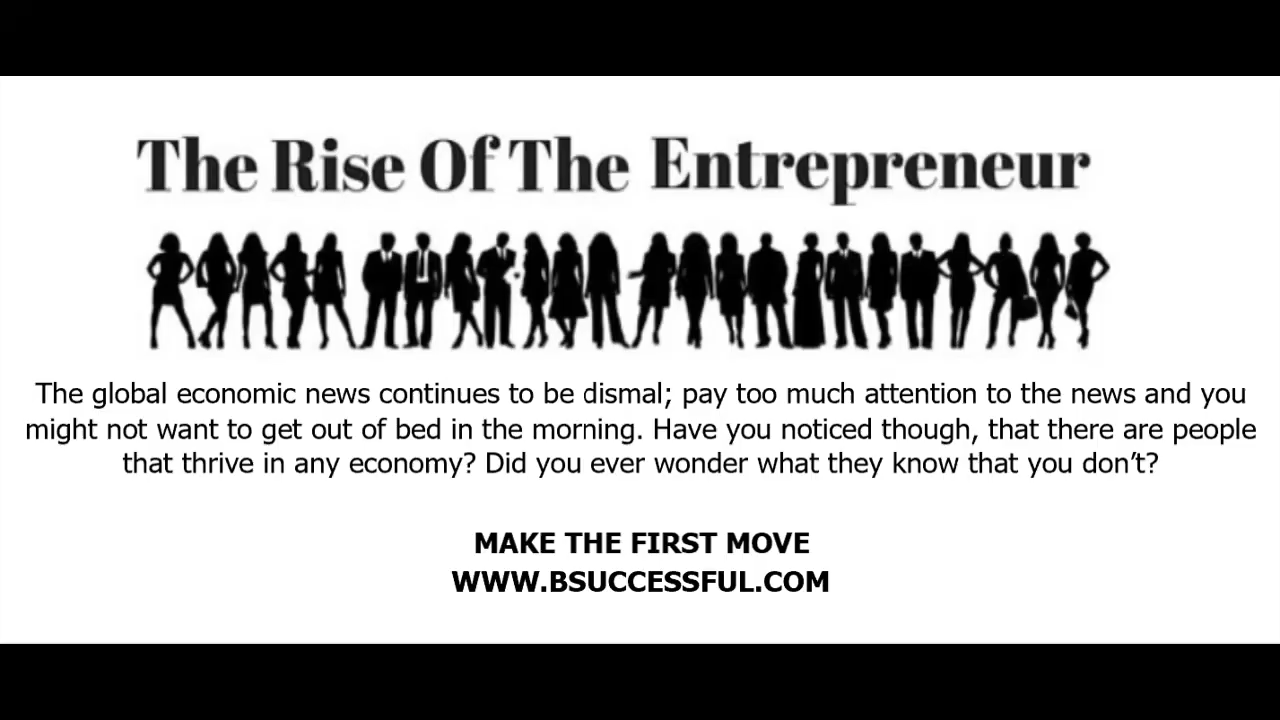 The Rise Of The Entrepreneur
The global economic news continues to be dismal; pay too much attention to the news and you
might not want to get out of bed in the morning. Have you noticed though, that there are people
that thrive in any economy? Did you ever wonder what they know that you don’t?
MAKE THE FIRST MOVE
WWW.BSUCCESSFUL.COM